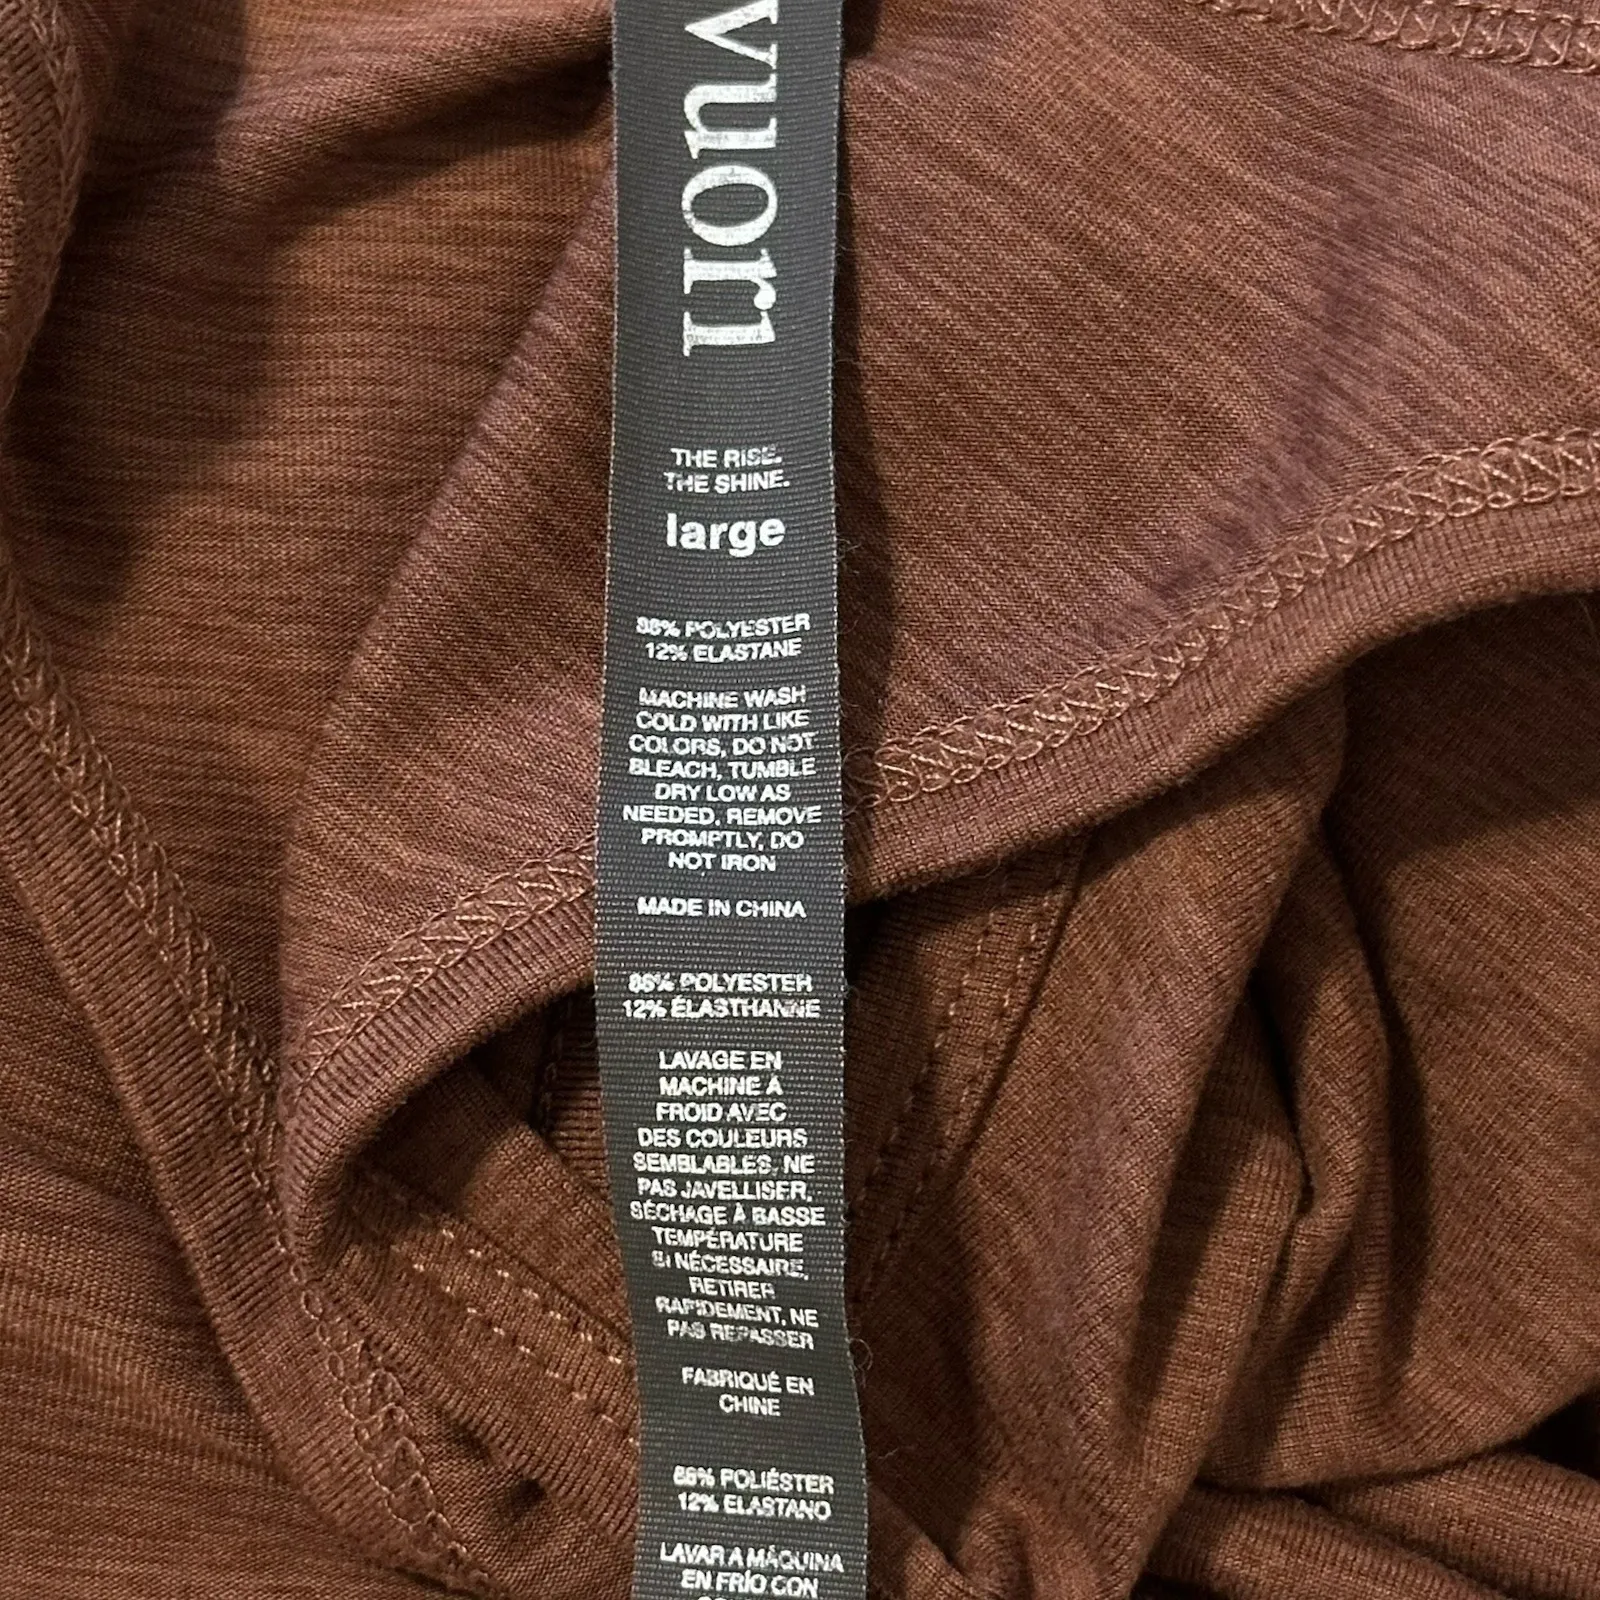 vuori
THE RISE.
THE SHINE.
large
88% POLYESTER
12% ELASTANE
MACHINE WASH
COLD WITH LIKE
COLORS, DO NOT
BLEACH, TUMBLE
DRY LOW AS
NEEDED, REMOVE
PROMPTLY, DO
NOT IRON
MADE IN CHINA
88% POLYESTER
12% ÉLASTHANNE
LAVAGE EN
MACHINE À
FROID AVEC
DES COULEURS
SEMBLABLES, NE
PAS JAVELLISER,
SÉCHAGE À BASSE
TEMPÉRATURE
SI NÉCESSAIRE,
RETIRER
RAPIDEMENT, NE
PAS REPASSER
FABRIQUÉ EN
CHINE
88% POLIÉSTER
12% ELASTANO
LAVAR A MÁQUINA
EN FRÍO CON